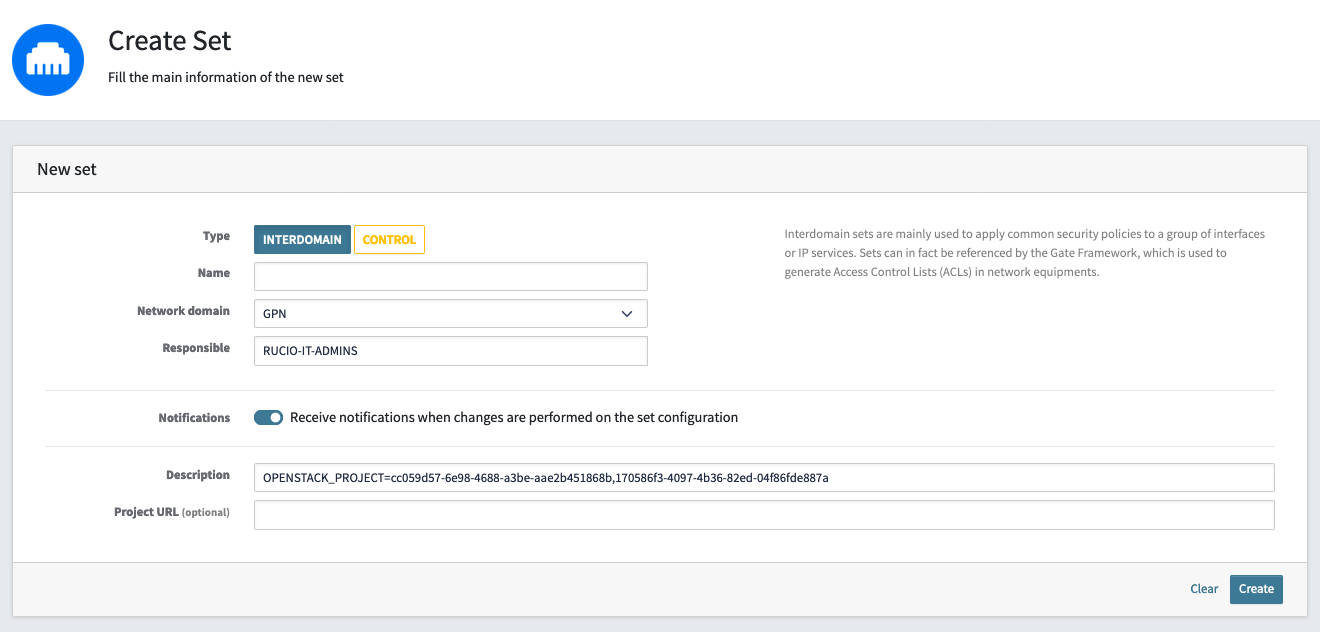 Create Set
Fill the main information of the new set
New set
Type
INTERDOMAIN CONTROL
Interdomain sets are mainly used to apply common security policies to a group of interfaces
or IP services. Sets can in fact be referenced by the Gate Framework, which is used to
generate Access Control Lists (ACLs) in network equipments.
Name
Network domain
GPN
Responsible
RUCIO-IT-ADMINS
Notifications
Receive notifications when changes are performed on the set configuration
Description
OPENSTACK_PROJECT=cc059d57-6e98-4688-a3be-aae2b451868b,170586f3-4097-4b36-82ed-04f86fde887a
Project URL (optional)
Clear
Create